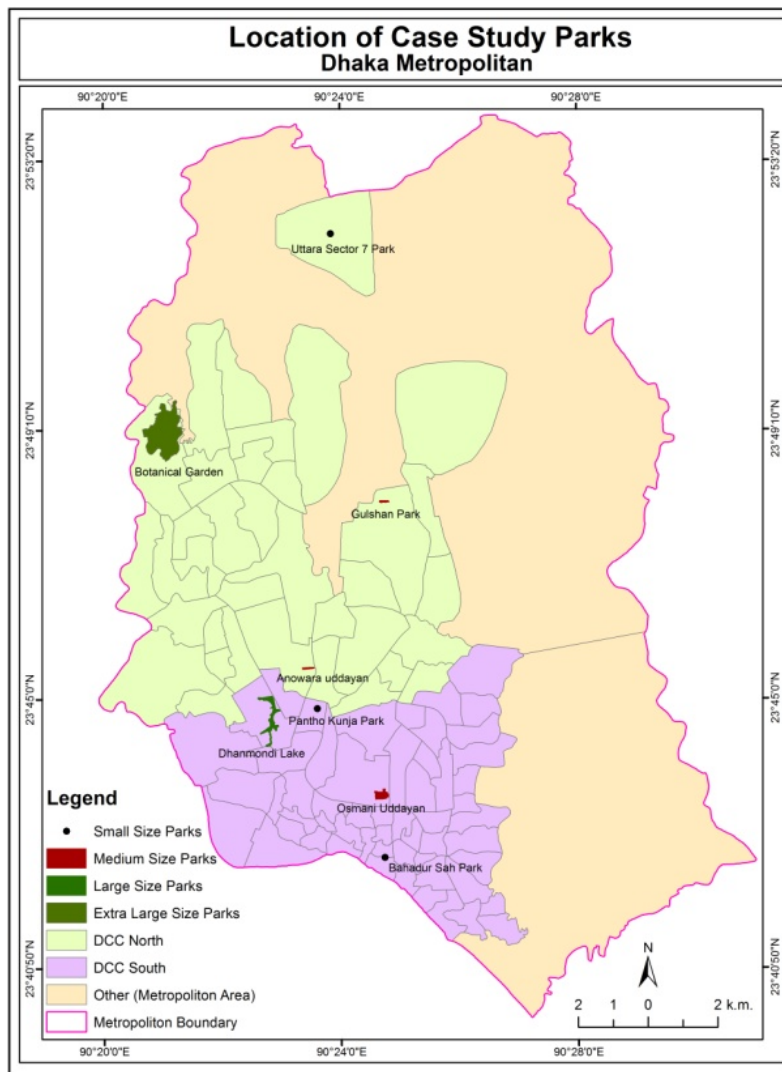 Location of Case Study Parks
Dhaka Metropolitan
90°20'0"E
90°24'0"E
90°28'0"E
23°53'20"N
23°53'20"N
Uttara Sector 7 Park
23°49'10"N
23°49'10"N
Botanical Garden
Gulshan Park
Anowara uddayan
23°45'0"N
23°45'0"N
Pantho Kunja Park
Dhanmondi Lake
Osmani Uddayan
Bahadur Sah Park
Legend
Small Size Parks
Medium Size Parks
Large Size Parks
Extra Large Size Parks
DCC North
DCC South
Other (Metropoliton Area)
Metropoliton Boundary
23°40'50"N
23°40'50"N
N
2 1 0 2 k.m.
90°20'0"E
90°24'0"E
90°28'0"E